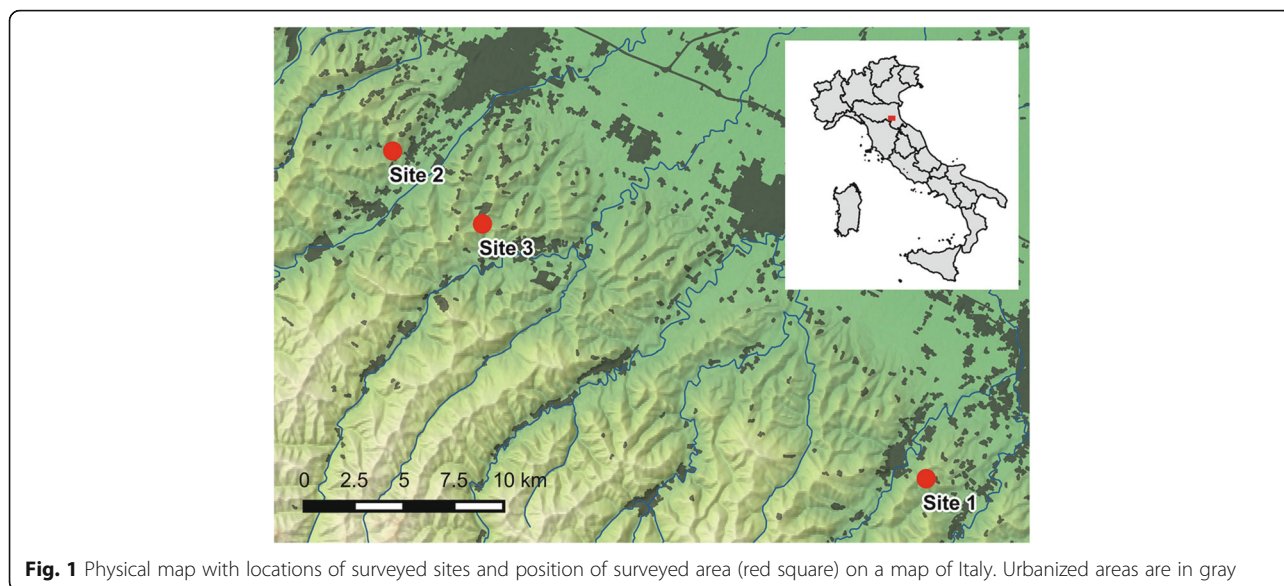 Site 2
Site 3
0 2.5 5 7.5 10 km
Site 1
Fig. 1 Physical map with locations of surveyed sites and position of surveyed area (red square) on a map of Italy. Urbanized areas are in gray